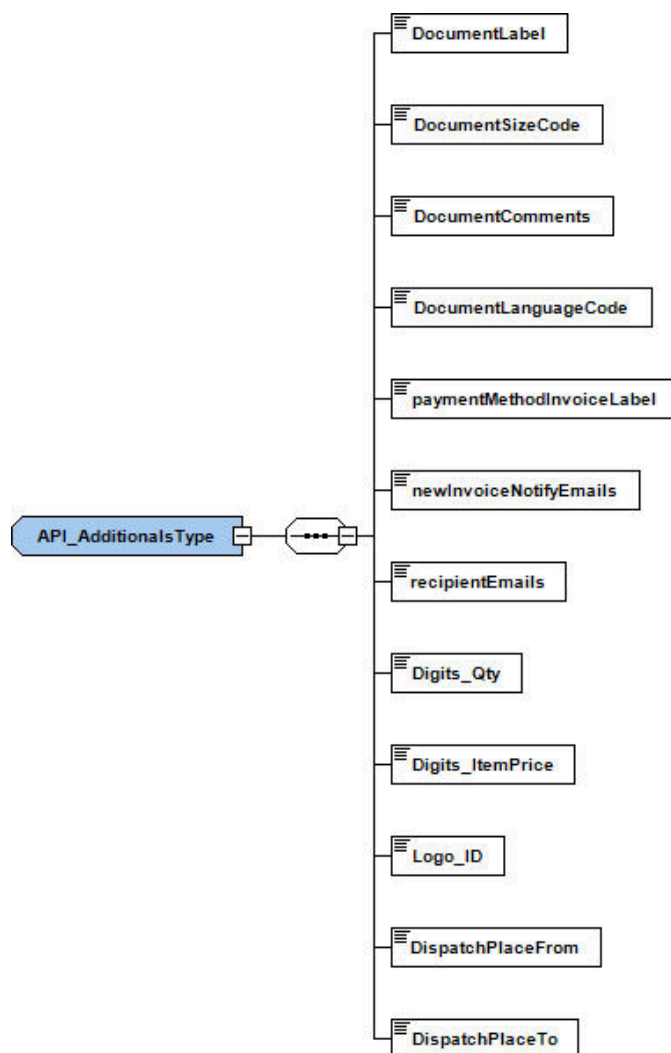 DocumentLabel
DocumentSizeCode
DocumentComments
DocumentLanguageCode
paymentMethodInvoiceLabel
newInvoiceNotifyEmails
API_AdditionalsType
recipientEmails
Digits_Qty
Digits_ItemPrice
Logo_ID
DispatchPlaceFrom
DispatchPlaceTo